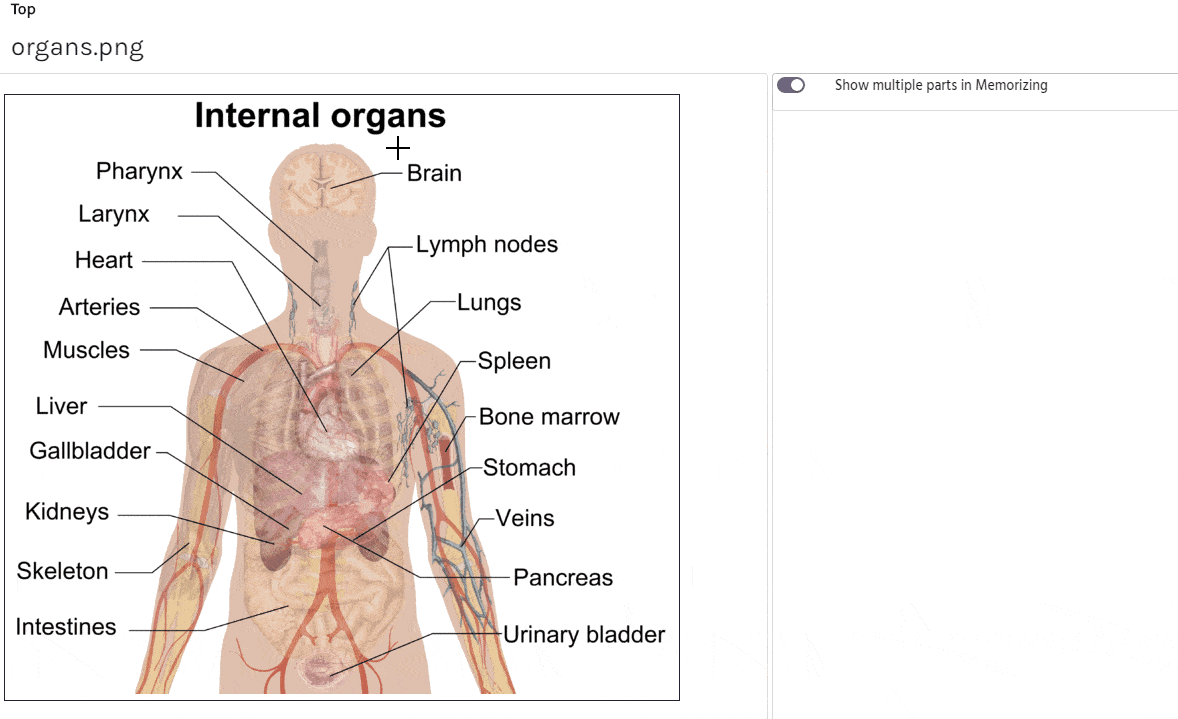 Top
organs.png
Show multiple parts in Memorizing
Internal organs
Pharynx
Brain
Larynx
Lymph nodes
Heart
Lungs
Arteries
Muscles
Spleen
Liver
Bone marrow
Gallbladder
Stomach
Kidneys
Veins
Skeleton
Pancreas
Intestines
Urinary bladder